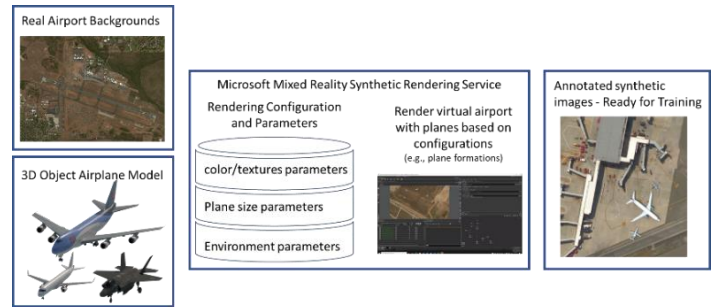 Real Airport Backgrounds
3D Object Airplane Model
Microsoft Mixed Reality Synthetic Rendering Service
Rendering Configuration
and Parameters
color/textures parameters
Plane size parameters
Environment parameters
Render virtual airport
with planes based on
configurations
(e.g., plane formations)
Annotated synthetic
images - Ready for Training